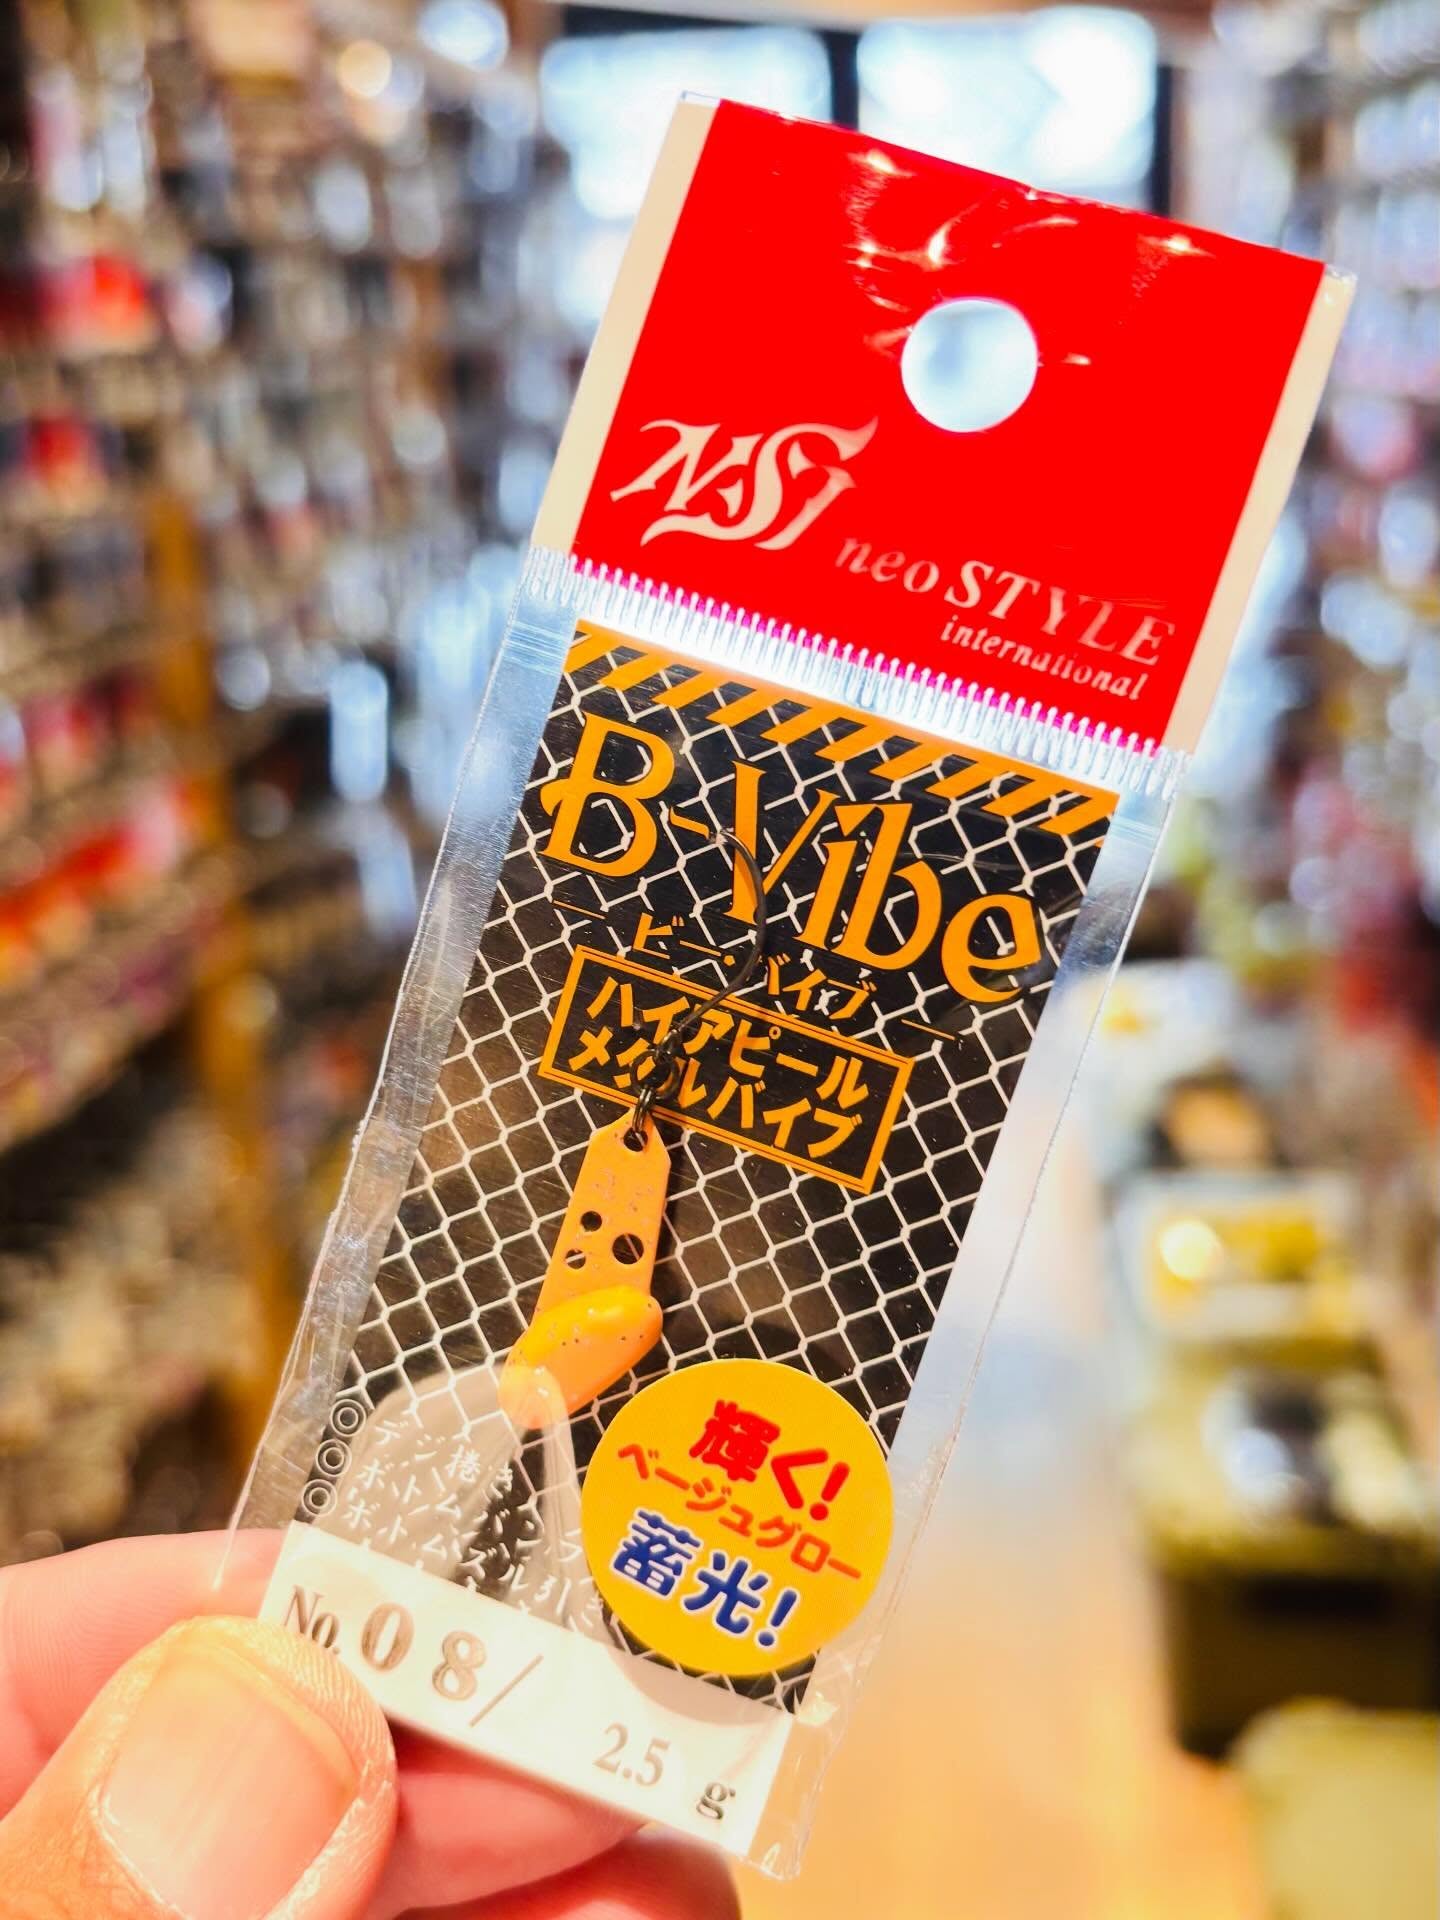 NSI neo STYLE
international
B-Vibe
ビー・バイブ
ハイアピール
メタルバイブ
輝く!
ベージュグロー
蓄光!
No. 08/ 2.5 g